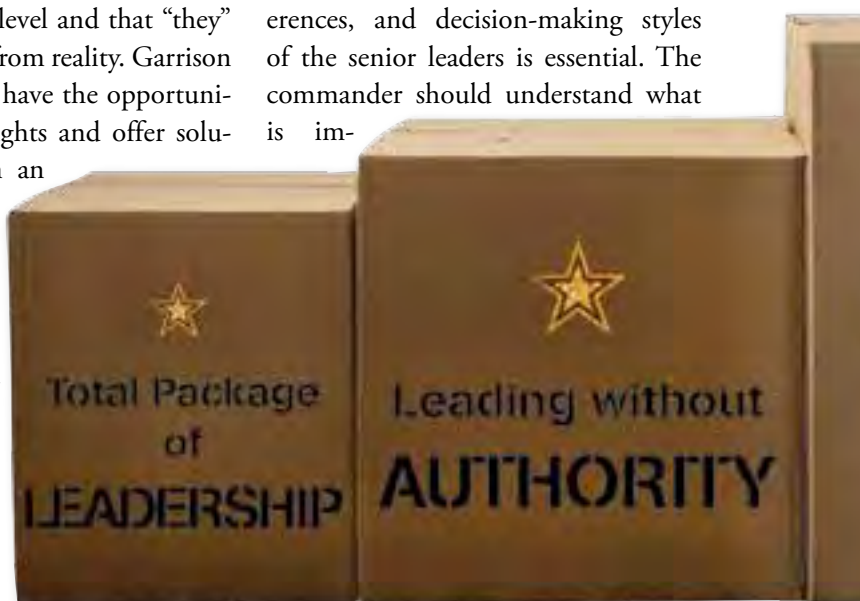 level and that “they”
from reality. Garrison
have the opportuni-
ghts and offer solu-
an
erences, and decision-making styles
of the senior leaders is essential. The
commander should understand what
is im-
Total Package
of
LEADERSHIP
Leading without
AUTHORITY